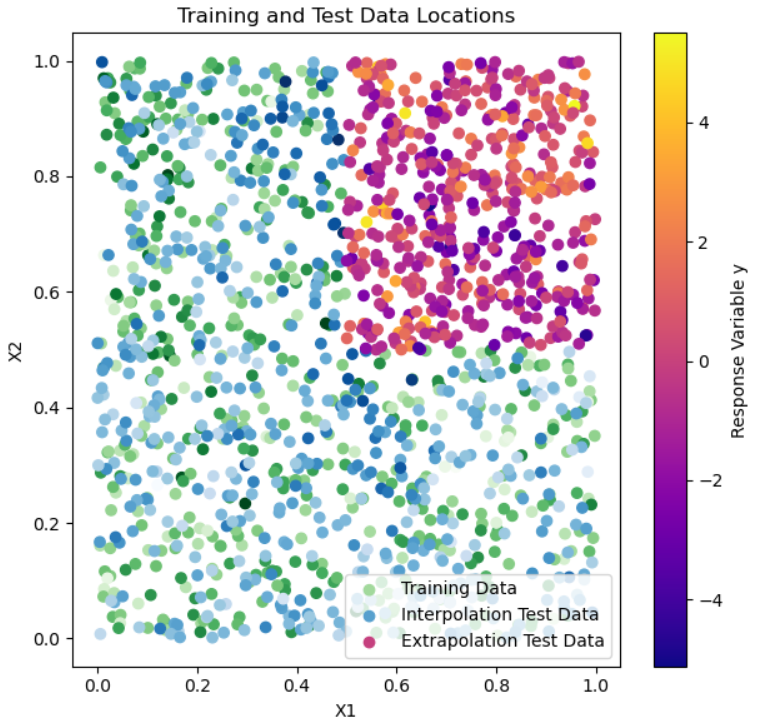 Training and Test Data Locations
1.0
0.8
0.6
0.4
0.2
0.0
X2
0.0 0.2 0.4 0.6 0.8 1.0
X1
Training Data
Interpolation Test Data
Extrapolation Test Data
4
2
0
−2
−4
Response Variable y